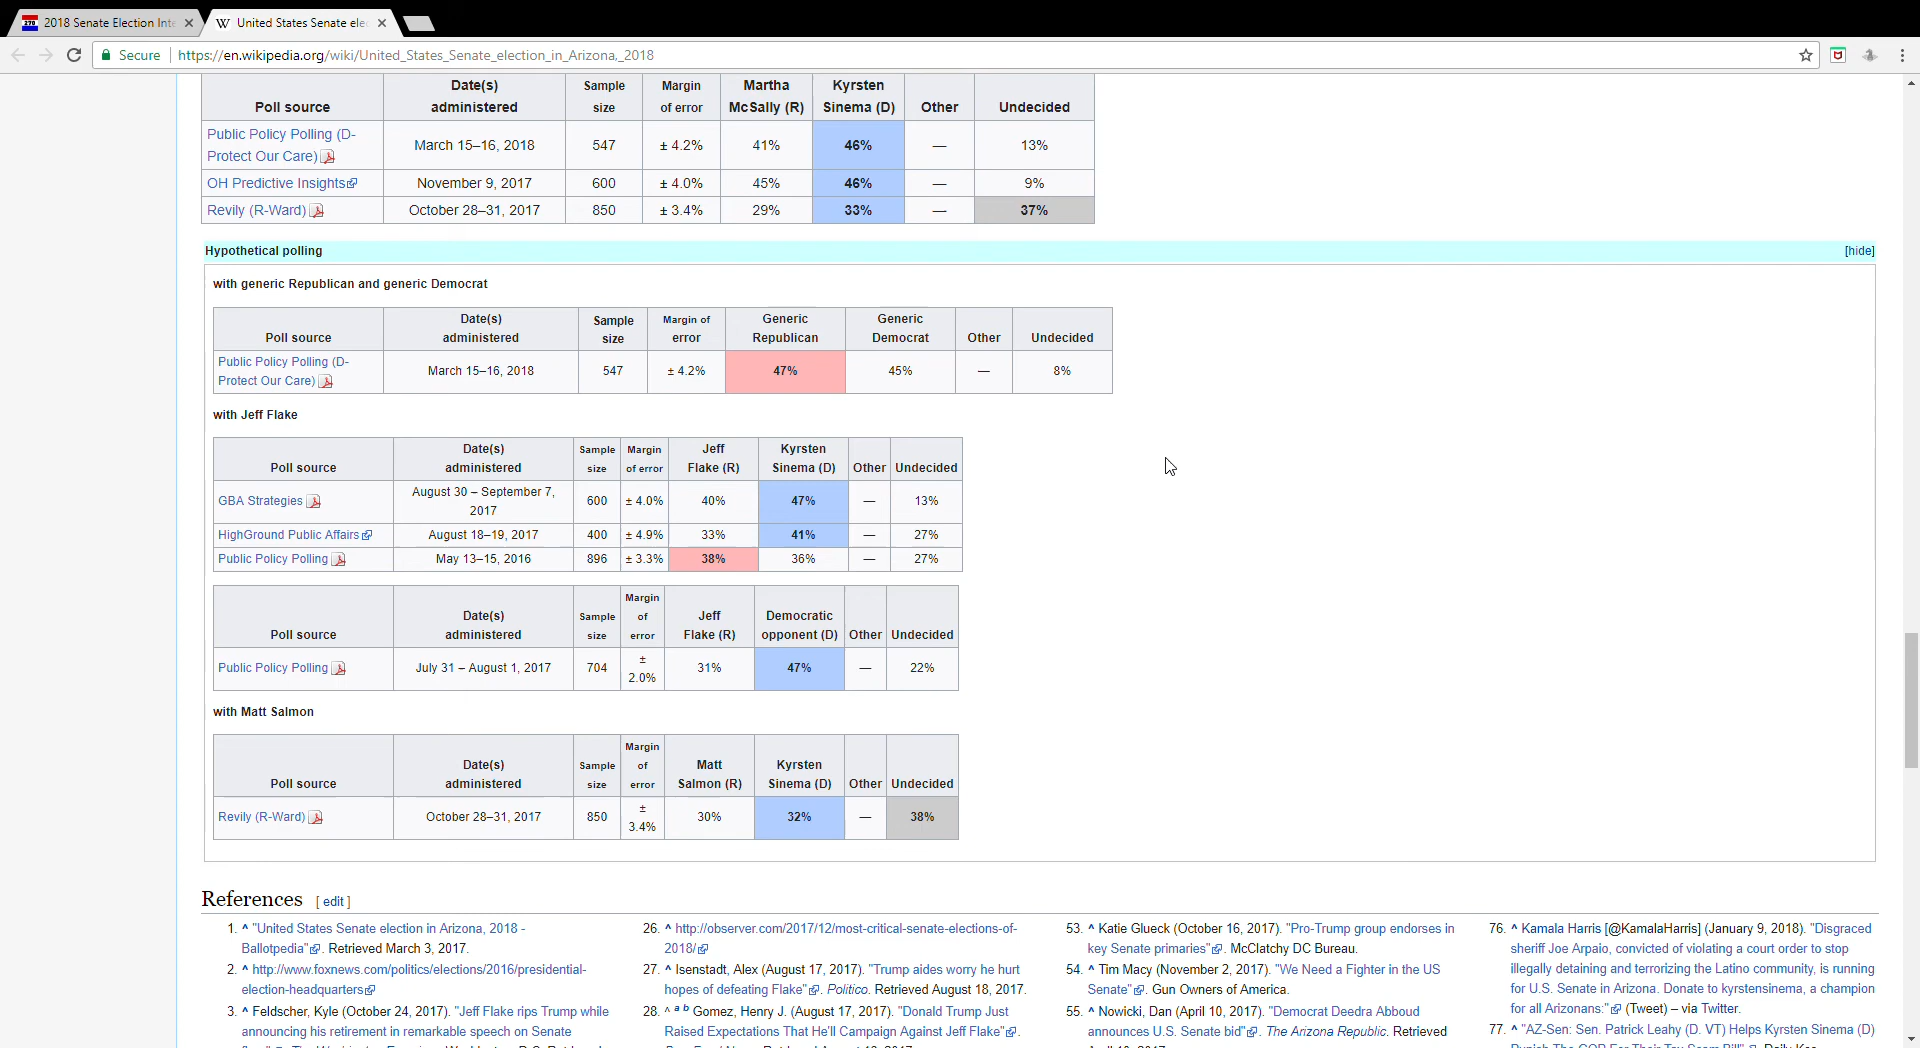 2018 Senate Election Inte
United States Senate ele
Secure
https://en.wikipedia.org/wiki/United_States_Senate_election_in_Arizona,_2018
Poll source Date(s) administered Sample size Margin of error Martha McSally (R) Kyrsten Sinema (D) Other Undecided
Public Policy Polling (D-Protect Our Care) March 15–16, 2018 547 ± 4.2% 41% 46% — 13%
OH Predictive Insights November 9, 2017 600 ± 4.0% 45% 46% — 9%
Revily (R-Ward) October 28–31, 2017 850 ± 3.4% 29% 33% — 37%
Hypothetical polling [hide]
with generic Republican and generic Democrat
Poll source Date(s) administered Sample size Margin of error Generic Republican Generic Democrat Other Undecided
Public Policy Polling (D-Protect Our Care) March 15–16, 2018 547 ± 4.2% 47% 45% — 8%
with Jeff Flake
Poll source Date(s) administered Sample size Margin of error Jeff Flake (R) Kyrsten Sinema (D) Other Undecided
GBA Strategies August 30 – September 7, 2017 600 ± 4.0% 40% 47% — 13%
HighGround Public Affairs August 18–19, 2017 400 ± 4.9% 33% 41% — 27%
Public Policy Polling May 13–15, 2016 896 ± 3.3% 38% 36% — 27%
Poll source Date(s) administered Sample size Margin of error Jeff Flake (R) Democratic opponent (D) Other Undecided
Public Policy Polling July 31 – August 1, 2017 704 ± 2.0% 31% 47% — 22%
with Matt Salmon
Poll source Date(s) administered Sample size Margin of error Matt Salmon (R) Kyrsten Sinema (D) Other Undecided
Revily (R-Ward) October 28–31, 2017 850 ± 3.4% 30% 32% — 38%
References [ edit ]
1. ^ "United States Senate election in Arizona, 2018 -
Ballotpedia". Retrieved March 3, 2017.
2. ^ http://www.foxnews.com/politics/elections/2016/presidential-
election-headquarters
3. ^ Feldscher, Kyle (October 24, 2017). "Jeff Flake rips Trump while
announcing his retirement in remarkable speech on Senate
26. ^ http://observer.com/2017/12/most-critical-senate-elections-of-
2018/
27. ^ Isenstadt, Alex (August 17, 2017). "Trump aides worry he hurt
hopes of defeating Flake". Politico. Retrieved August 18, 2017.
28. ^ a b Gomez, Henry J. (August 17, 2017). "Donald Trump Just
Raised Expectations That He'll Campaign Against Jeff Flake".
53. ^ Katie Glueck (October 16, 2017). "Pro-Trump group endorses in
key Senate primaries". McClatchy DC Bureau.
54. ^ Tim Macy (November 2, 2017). "We Need a Fighter in the US
Senate". Gun Owners of America.
55. ^ Nowicki, Dan (April 10, 2017). "Democrat Deedra Abboud
announces U.S. Senate bid". The Arizona Republic. Retrieved
76. ^ Kamala Harris [@KamalaHarris] (January 9, 2018). "Disgraced
sheriff Joe Arpaio, convicted of violating a court order to stop
illegally detaining and terrorizing the Latino community, is running
for U.S. Senate in Arizona. Donate to kyrstensinema, a champion
for all Arizonans:" (Tweet) – via Twitter.
77. ^ "AZ-Sen: Sen. Patrick Leahy (D. VT) Helps Kyrsten Sinema (D)